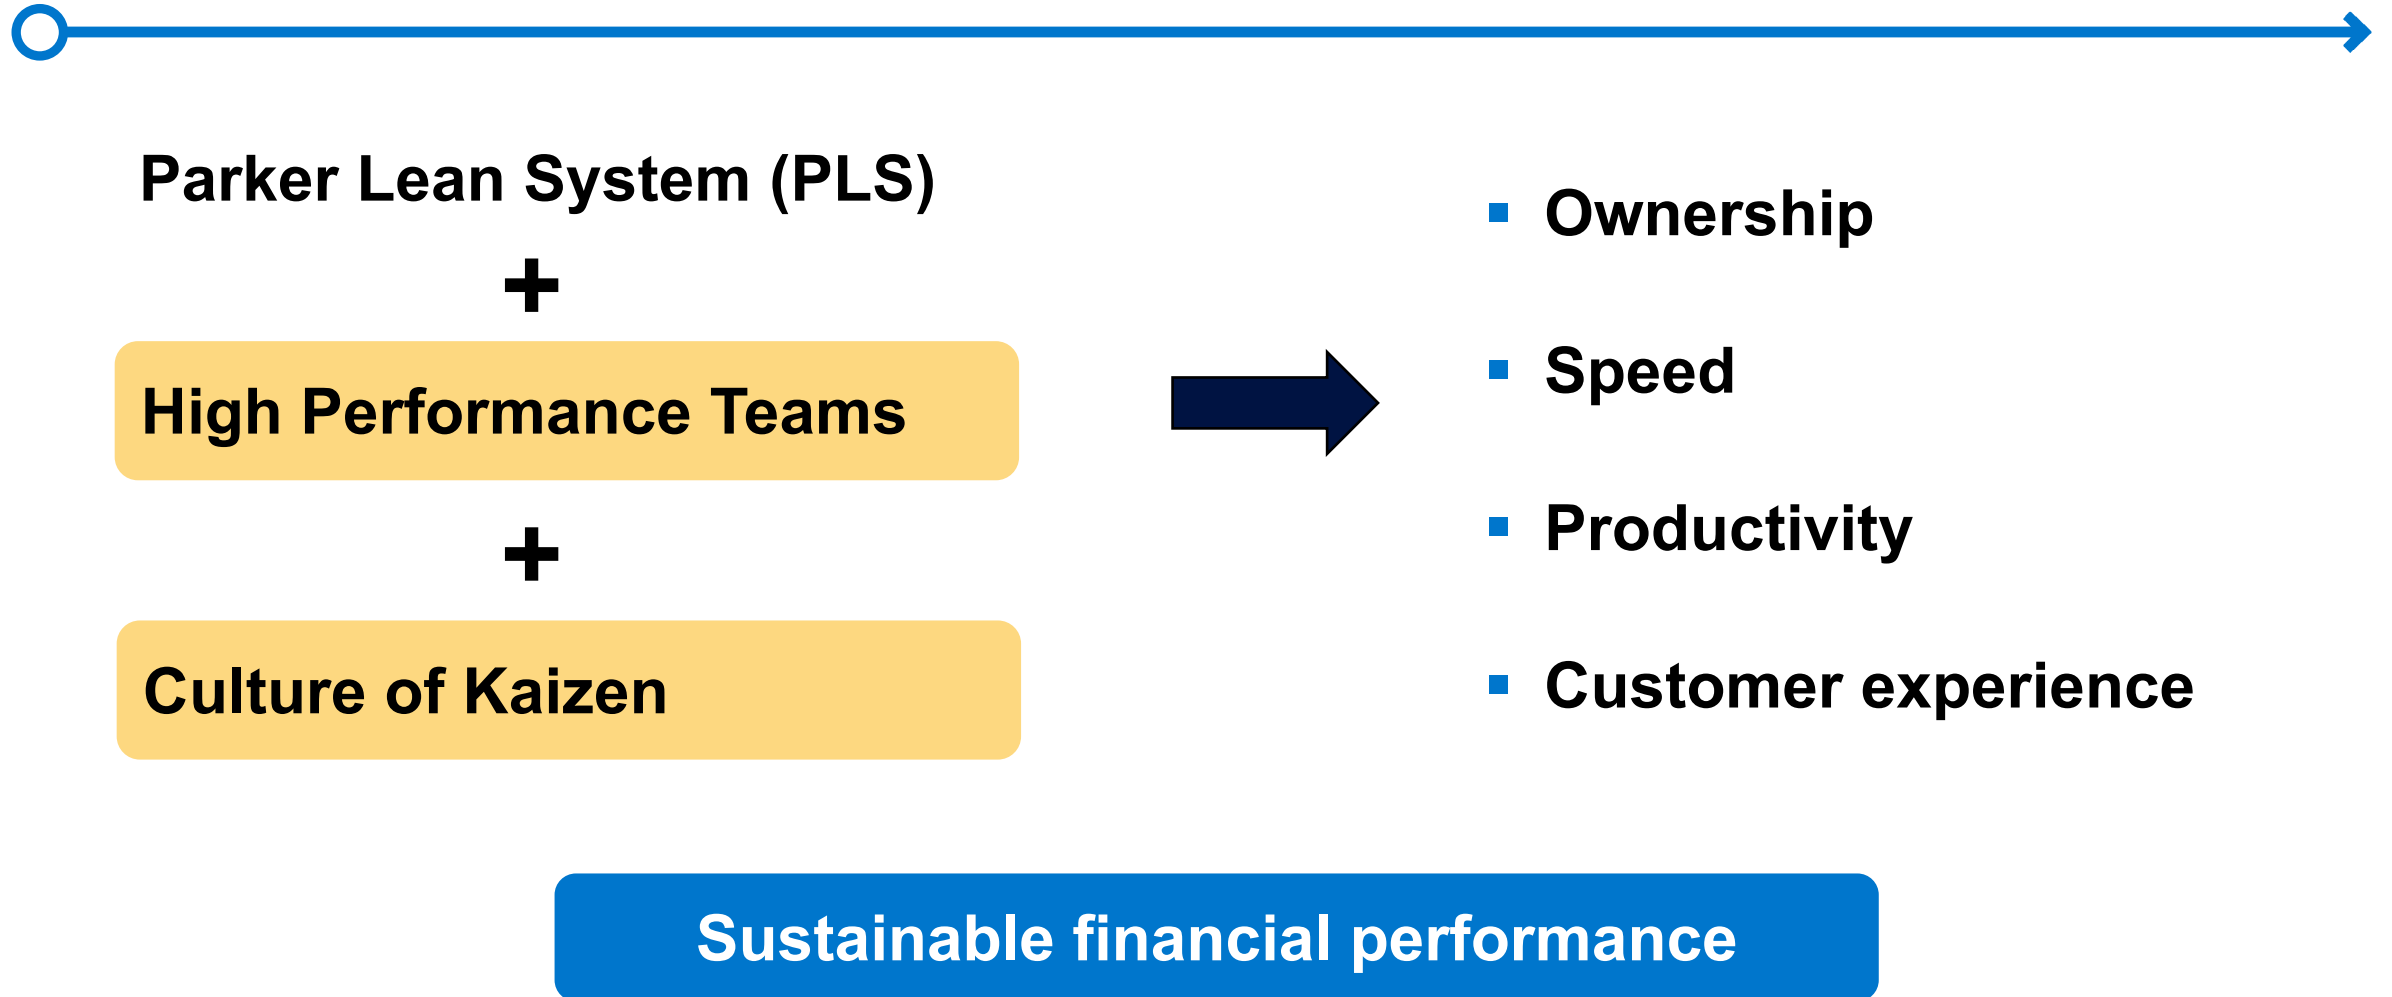 Parker Lean System (PLS)
+
High Performance Teams
+
Culture of Kaizen
Ownership
Speed
Productivity
Customer experience
Sustainable financial performance